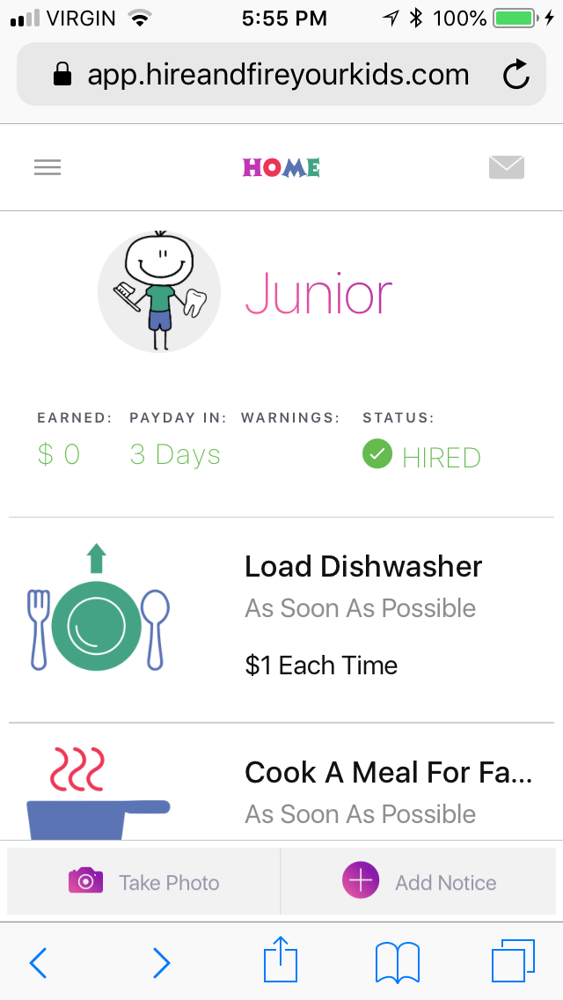 VIRGIN 5:55 PM 100%
app.hireandfireyourkids.com
HOME
Junior
EARNED: PAYDAY IN: WARNINGS: STATUS:
$ 0 3 Days HIRED
Load Dishwasher
As Soon As Possible
$1 Each Time
Cook A Meal For Fa...
As Soon As Possible
Take Photo Add Notice